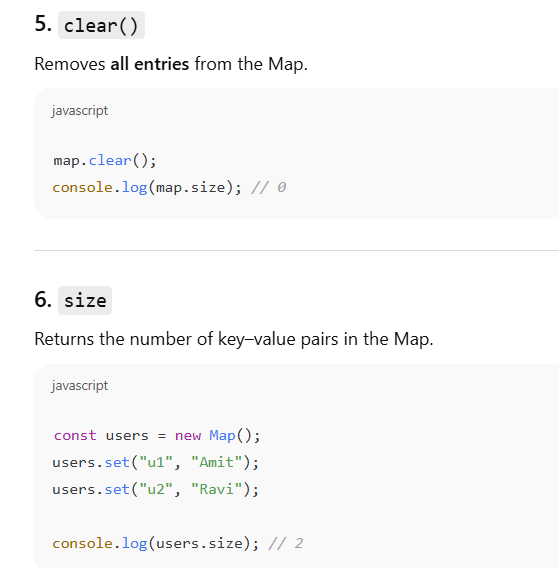 5. clear()
Removes all entries from the Map.
javascript
map.clear();
console.log(map.size); // 0
6. size
Returns the number of key–value pairs in the Map.
javascript
const users = new Map();
users.set("u1", "Amit");
users.set("u2", "Ravi");
console.log(users.size); // 2